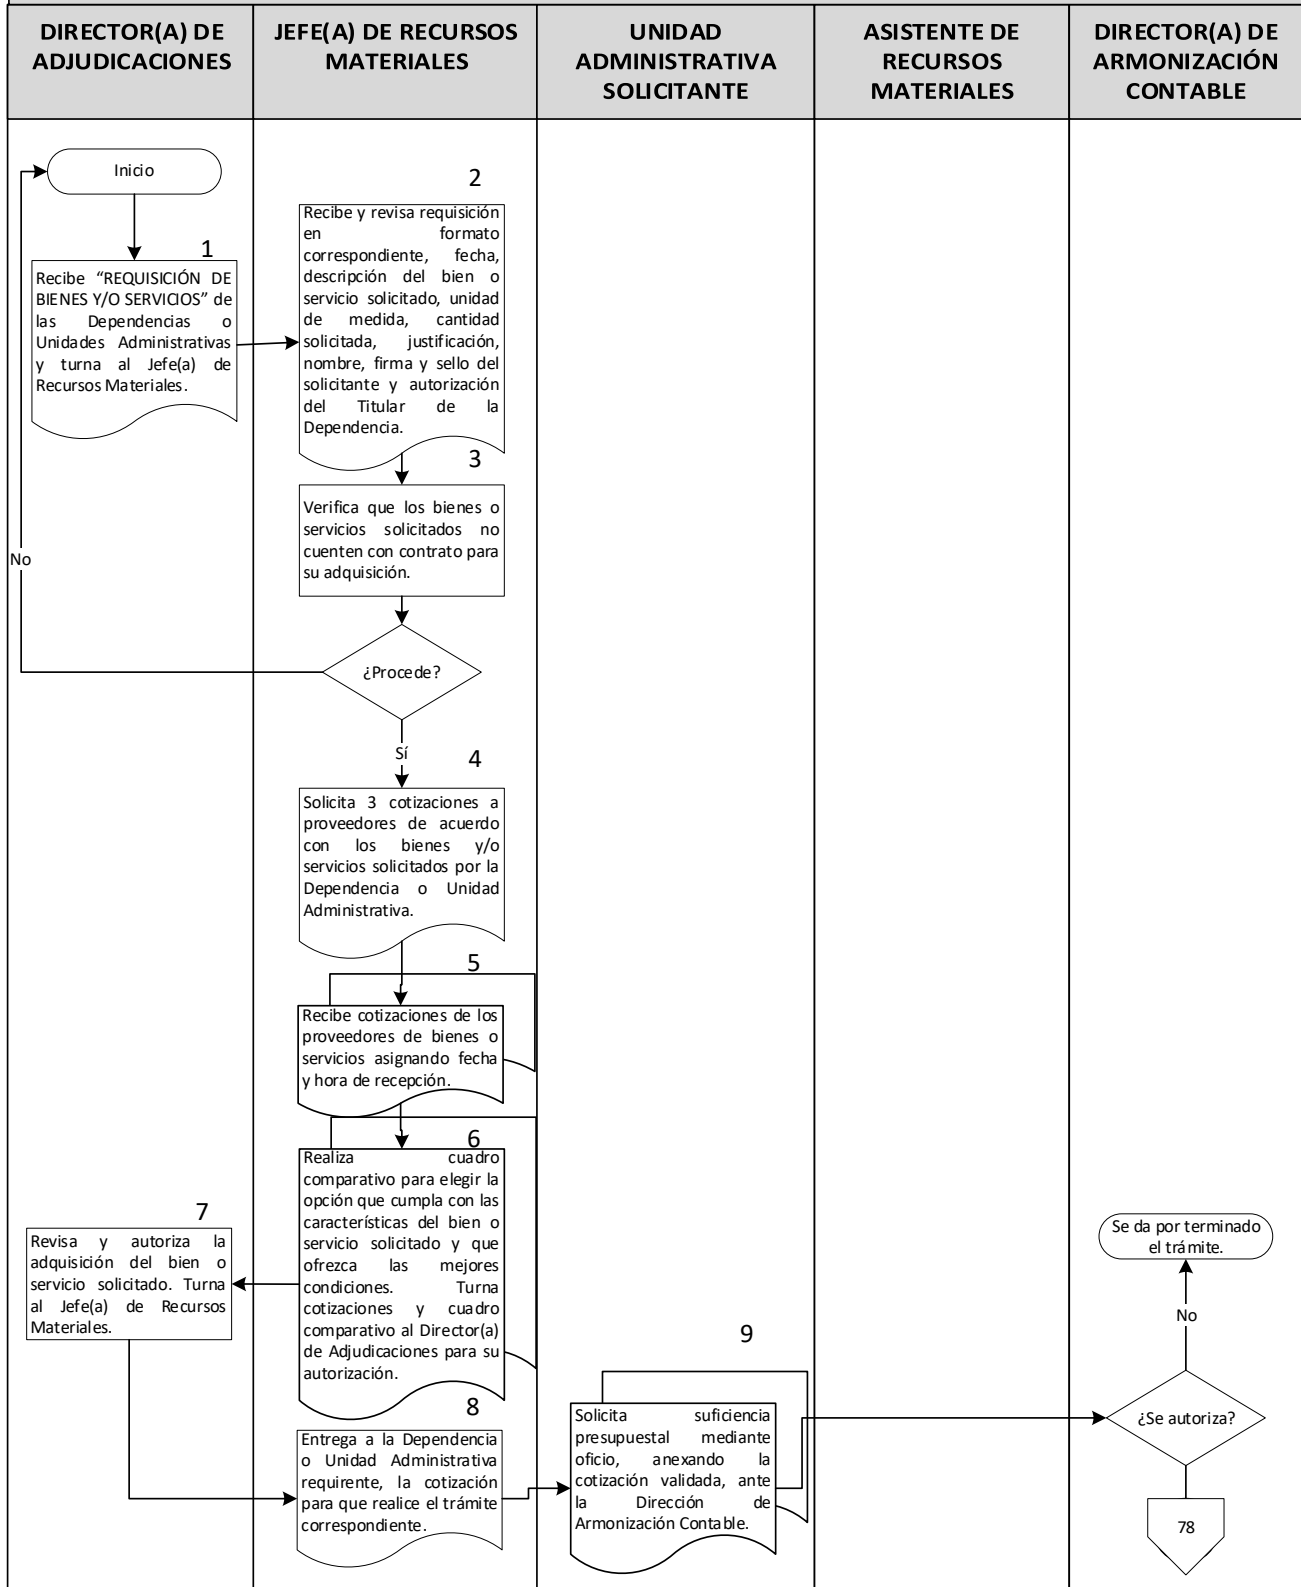 DIRECTOR(A) DE
ADJUDICACIONES
JEFE(A) DE RECURSOS
MATERIALES
UNIDAD
ADMINISTRATIVA
SOLICITANTE
ASISTENTE DE
RECURSOS
MATERIALES
DIRECTOR(A) DE
ARMONIZACIÓN
CONTABLE
Inicio
1
Recibe “REQUISICIÓN DE
BIENES Y/O SERVICIOS” de
las Dependencias o
Unidades Administrativas
y turna al Jefe(a) de
Recursos Materiales.
2
Recibe y revisa requisición
en formato
correspondiente, fecha,
descripción del bien o
servicio solicitado, unidad
de medida, cantidad
solicitada, justificación,
nombre, firma y sello del
solicitante y autorización
del Titular de la
Dependencia.
3
Verifica que los bienes o
servicios solicitados no
cuenten con contrato para
su adquisición.
No
¿Procede?
Sí
4
Solicita 3 cotizaciones a
proveedores de acuerdo
con los bienes y/o
servicios solicitados por la
Dependencia o Unidad
Administrativa.
5
Recibe cotizaciones de los
proveedores de bienes o
servicios asignando fecha
y hora de recepción.
6
Realiza cuadro
comparativo para elegir la
opción que cumpla con las
características del bien o
servicio solicitado y que
ofrezca las mejores
condiciones. Turna
cotizaciones y cuadro
comparativo al Director(a)
de Adjudicaciones para su
autorización.
7
Revisa y autoriza la
adquisición del bien o
servicio solicitado. Turna
al Jefe(a) de Recursos
Materiales.
8
Entrega a la Dependencia
o Unidad Administrativa
requirente, la cotización
para que realice el trámite
correspondiente.
9
Solicita suficiencia
presupuestal mediante
oficio, anexando la
cotización validada, ante
la Dirección de
Armonización Contable.
Se da por terminado
el trámite.
No
¿Se autoriza?
78